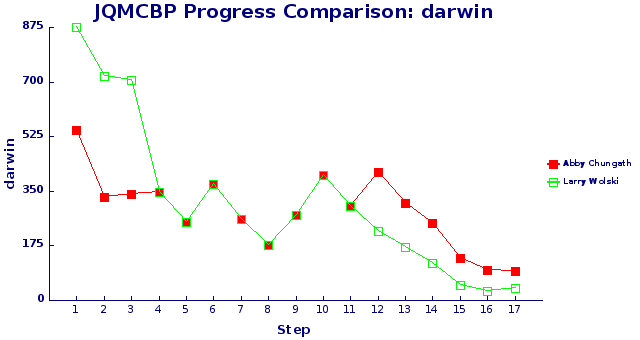 JQMCBP Progress Comparison: darwin
875
700
525
350
175
0
darwin
1 2 3 4 5 6 7 8 9 10 11 12 13 14 15 16 17
Step
Abby Chungath
Larry Wolski